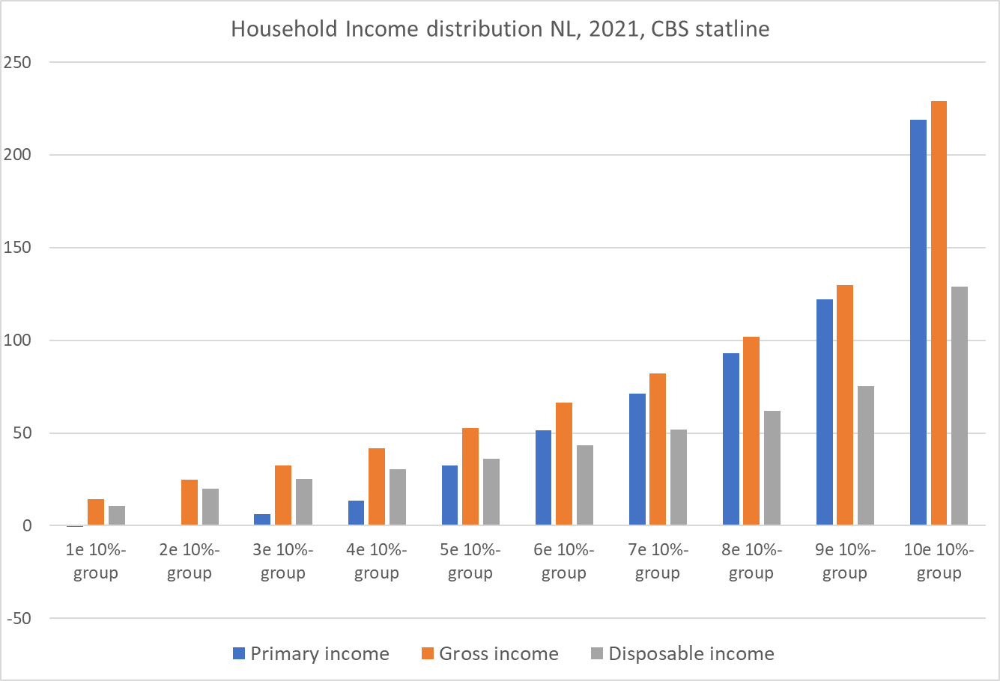 Household Income distribution NL, 2021, CBS statline
250
200
150
100
50
0
-50
1e 10%-
group
2e 10%-
group
3e 10%-
group
4e 10%-
group
5e 10%-
group
6e 10%-
group
7e 10%-
group
8e 10%-
group
9e 10%-
group
10e 10%-
group
Primary income
Gross income
Disposable income